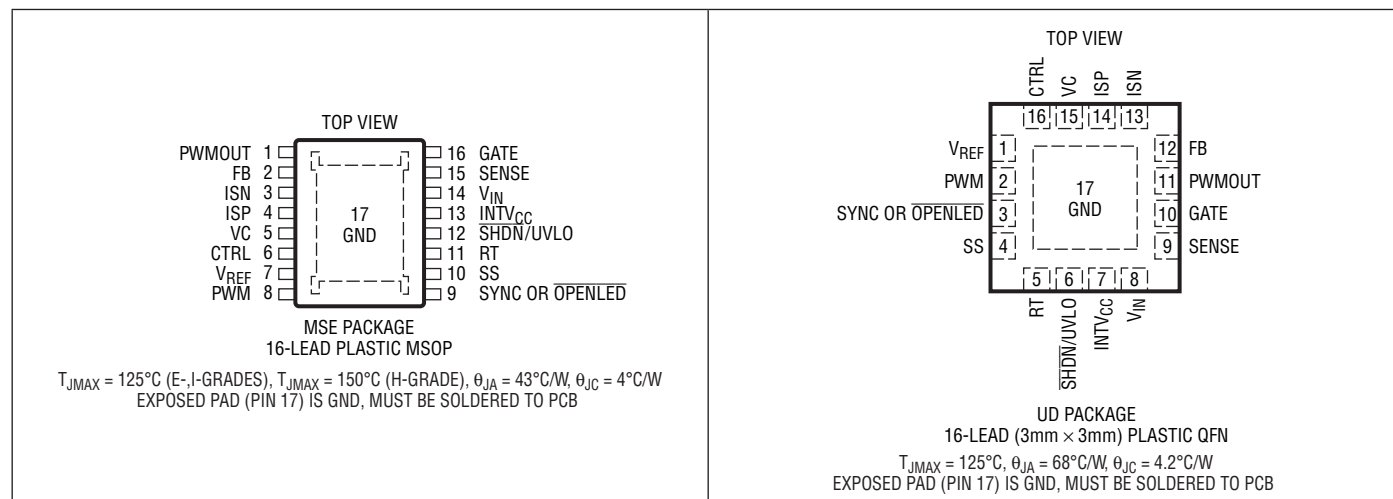 TOP VIEW
PWMOUT 1
FB 2
ISN 3
ISP 4
VC 5
CTRL 6
VREF 7
PWM 8
17
GND
16 GATE
15 SENSE
14 VIN
13 INTVCC
12 SHDN/UVLO
11 RT
10 SS
9 SYNC OR OPENLED
MSE PACKAGE
16-LEAD PLASTIC MSOP
TJMAX = 125°C (E-,I-GRADES), TJMAX = 150°C (H-GRADE), θJA = 43°C/W, θJC = 4°C/W
EXPOSED PAD (PIN 17) IS GND, MUST BE SOLDERED TO PCB
TOP VIEW
CTRL
VC
ISP
ISN
16 15 14 13
VREF 1
PWM 2
SYNC OR OPENLED 3
SS 4
17
GND
12 FB
11 PWMOUT
10 GATE
9 SENSE
5 6 7 8
RT
SHDN/UVLO
INTVCC
VIN
UD PACKAGE
16-LEAD (3mm × 3mm) PLASTIC QFN
TJMAX = 125°C, θJA = 68°C/W, θJC = 4.2°C/W
EXPOSED PAD (PIN 17) IS GND, MUST BE SOLDERED TO PCB